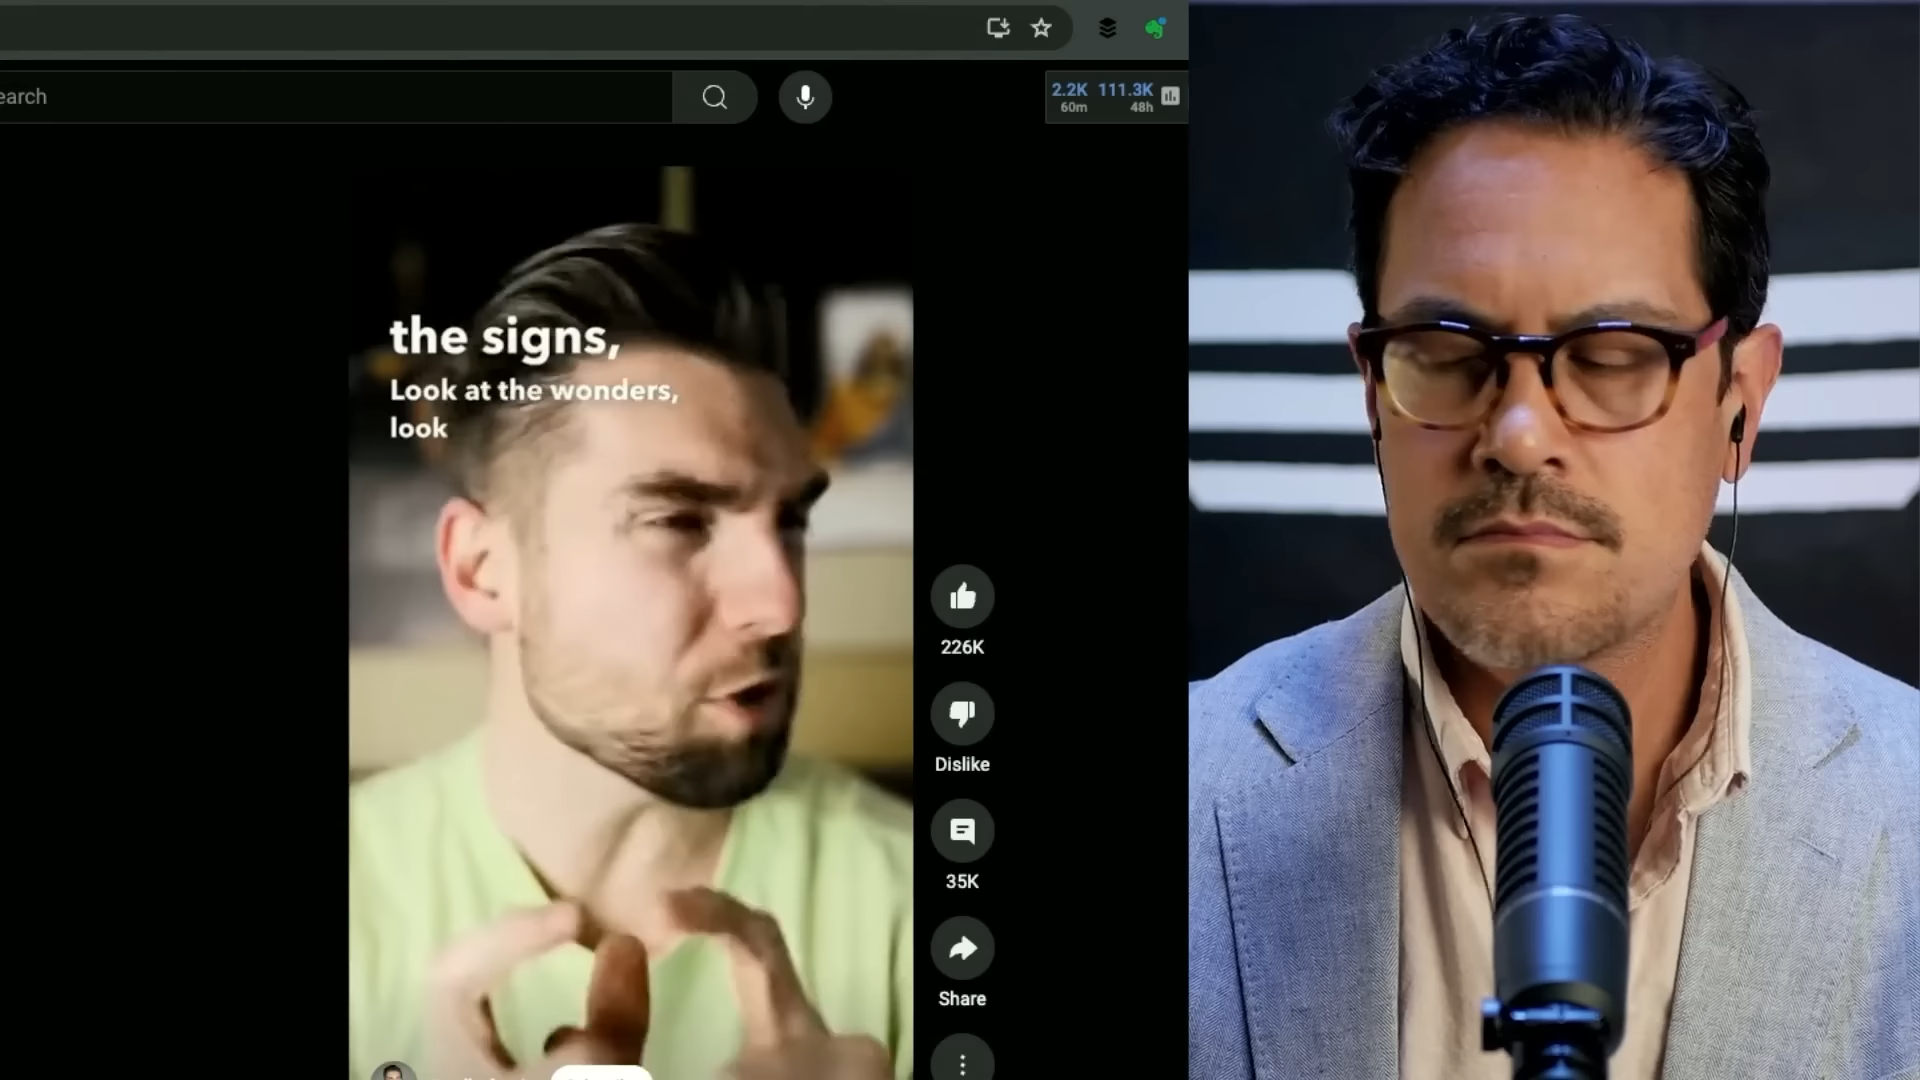 earch
2.2K 111.3K
60m 48h
the signs,
Look at the wonders,
look
226K
Dislike
35K
Share